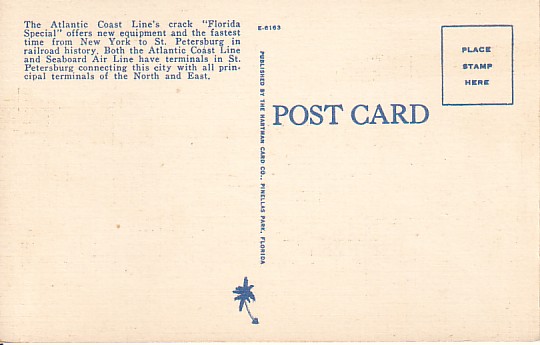 The Atlantic Coast Line's crack "Florida
Special" offers new equipment and the fastest
time from New York to St. Petersburg in
railroad history. Both the Atlantic Coast Line
and Seaboard Air Line have terminals in St.
Petersburg connecting this city with all prin-
cipal terminals of the North and East.
E-6163
PUBLISHED BY THE HARTMAN CARD CO., PINELLAS PARK, FLORIDA
POST CARD
PLACE
STAMP
HERE